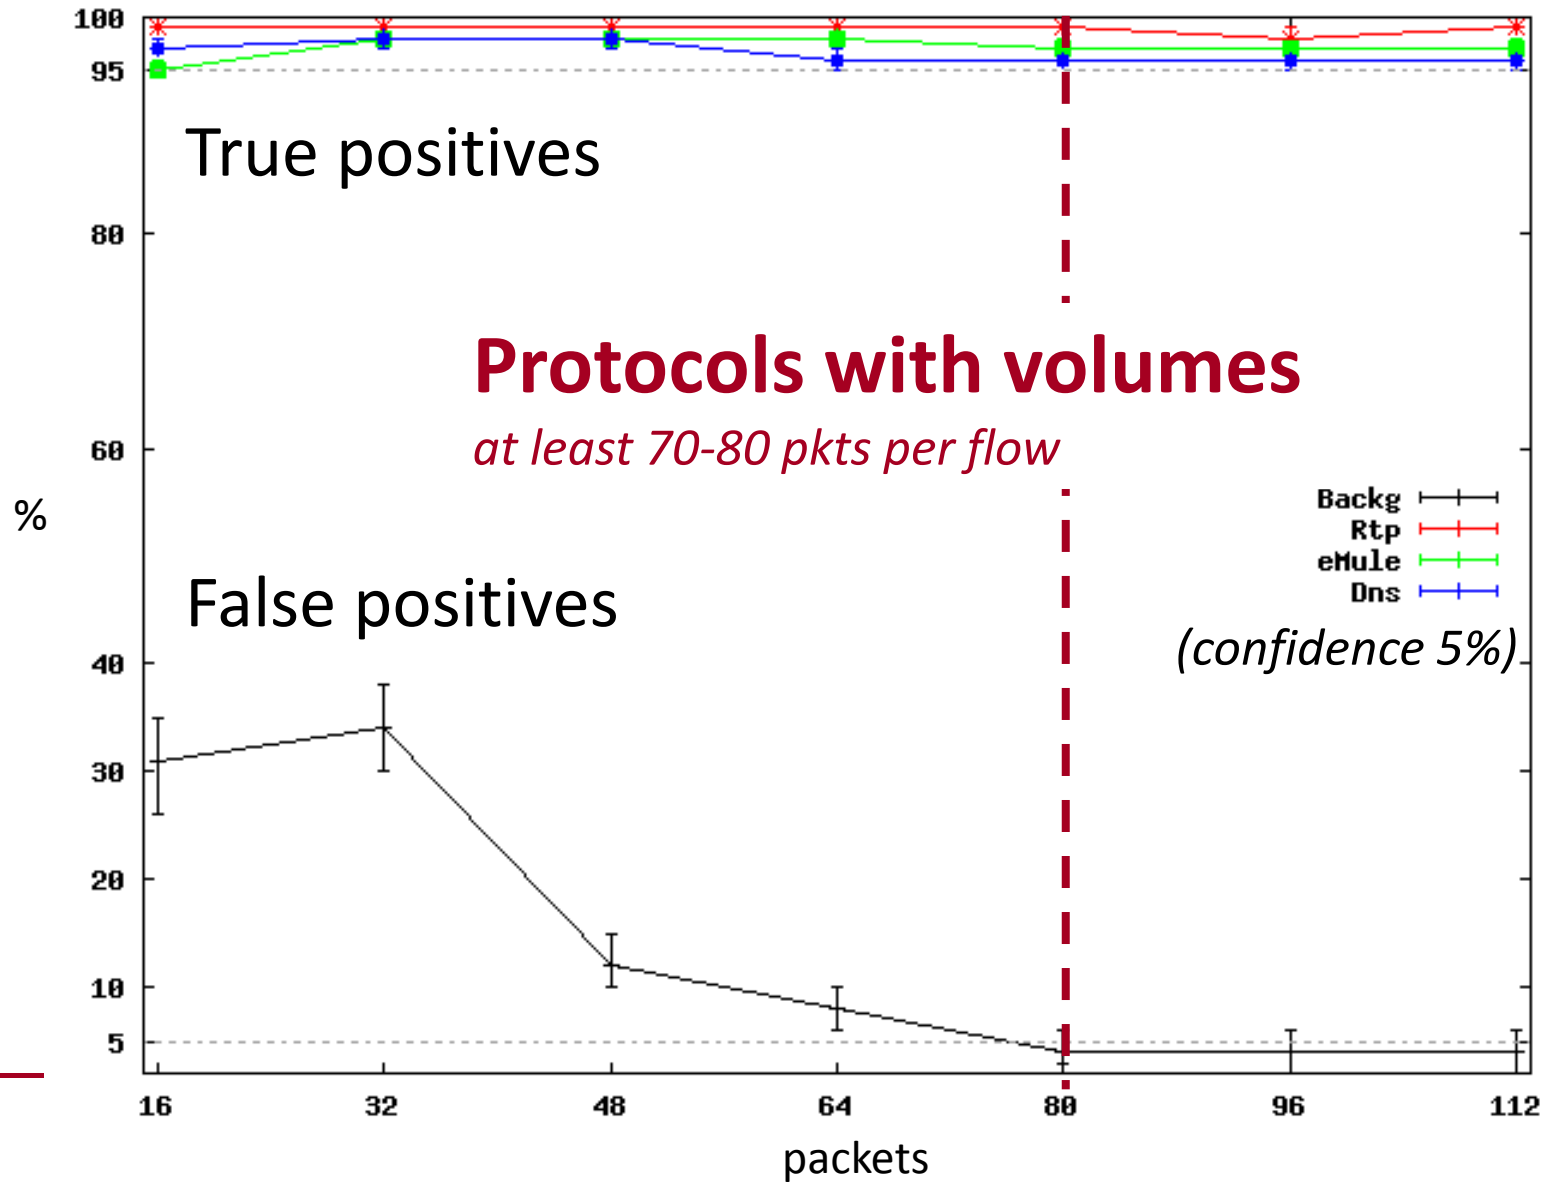 100
95
True positives
80
Protocols with volumes
at least 70-80 pkts per flow
60
%
Backg
Rtp
eMule
Dns
False positives
(confidence 5%)
40
30
20
10
5
16 32 48 64 80 96 112
packets